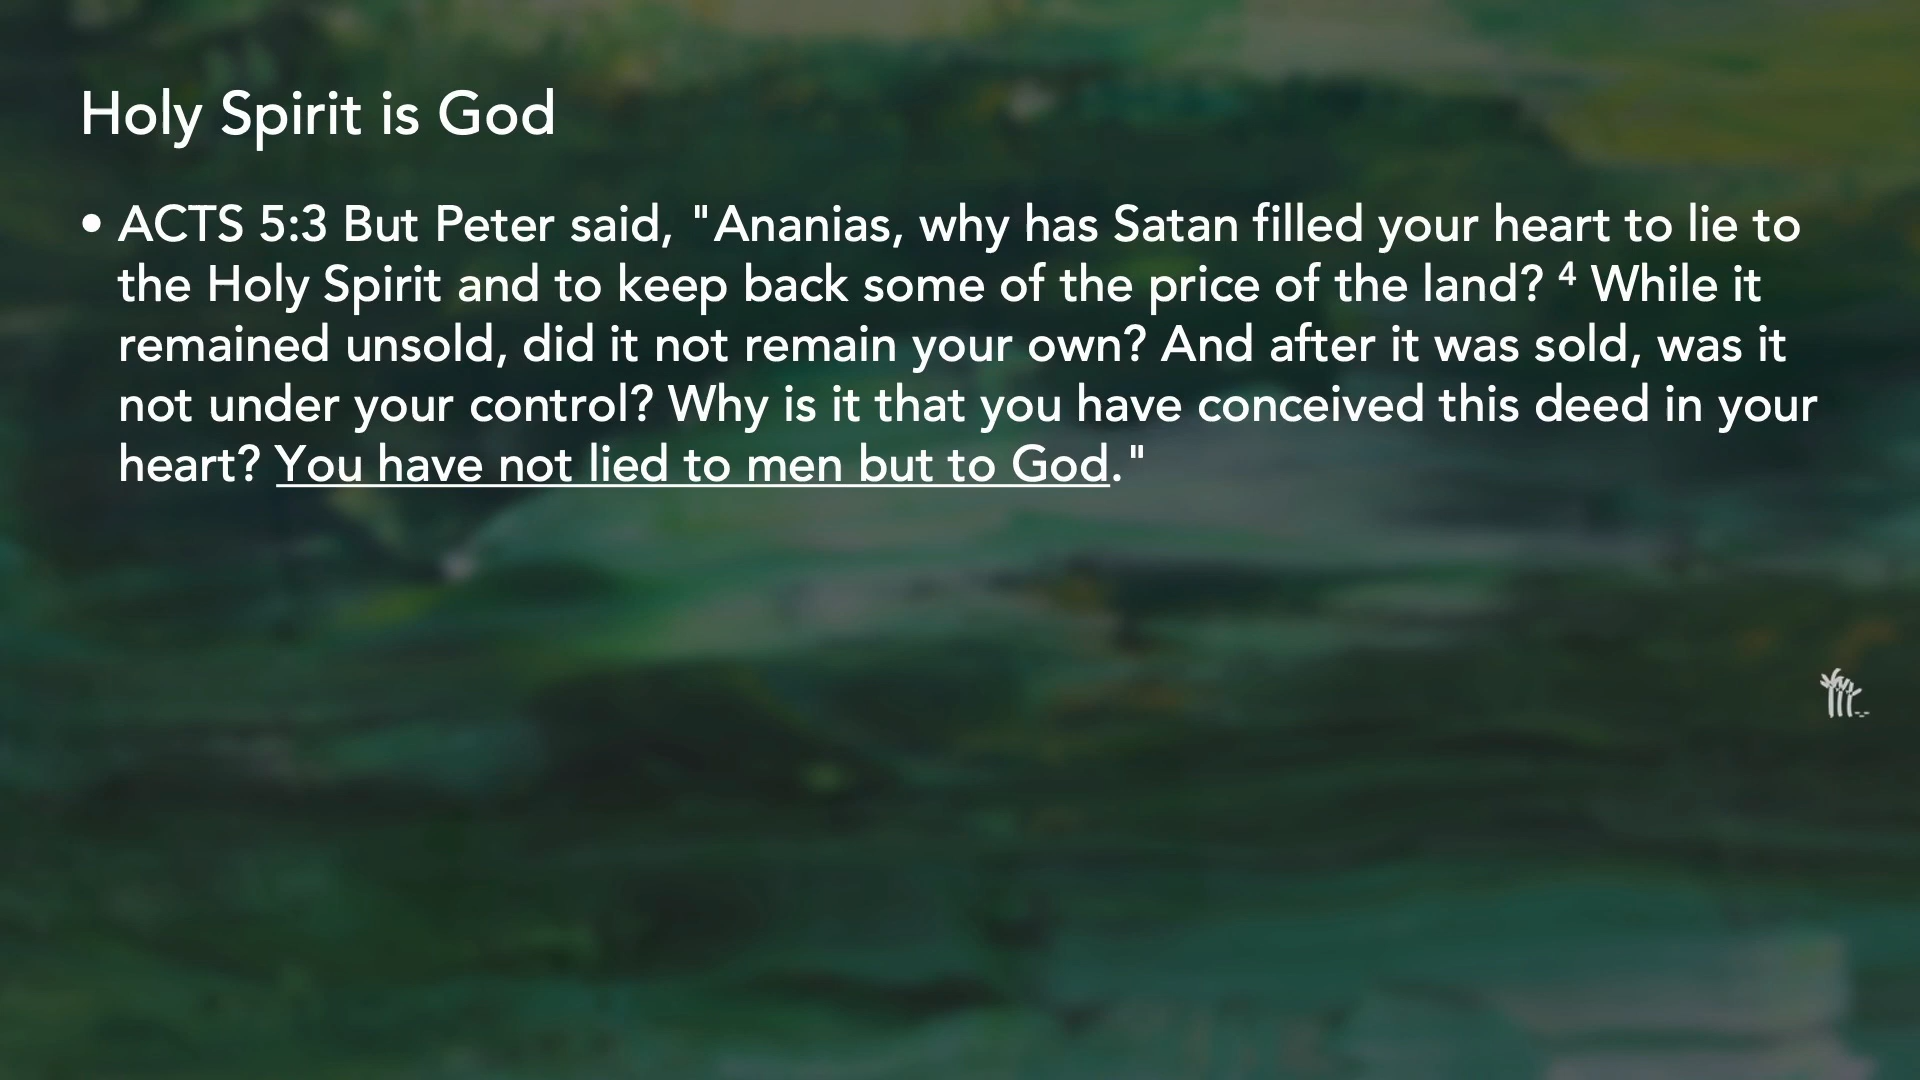 Holy Spirit is God
• ACTS 5:3 But Peter said, "Ananias, why has Satan filled your heart to lie to
the Holy Spirit and to keep back some of the price of the land? ⁴ While it
remained unsold, did it not remain your own? And after it was sold, was it
not under your control? Why is it that you have conceived this deed in your
heart? You have not lied to men but to God."